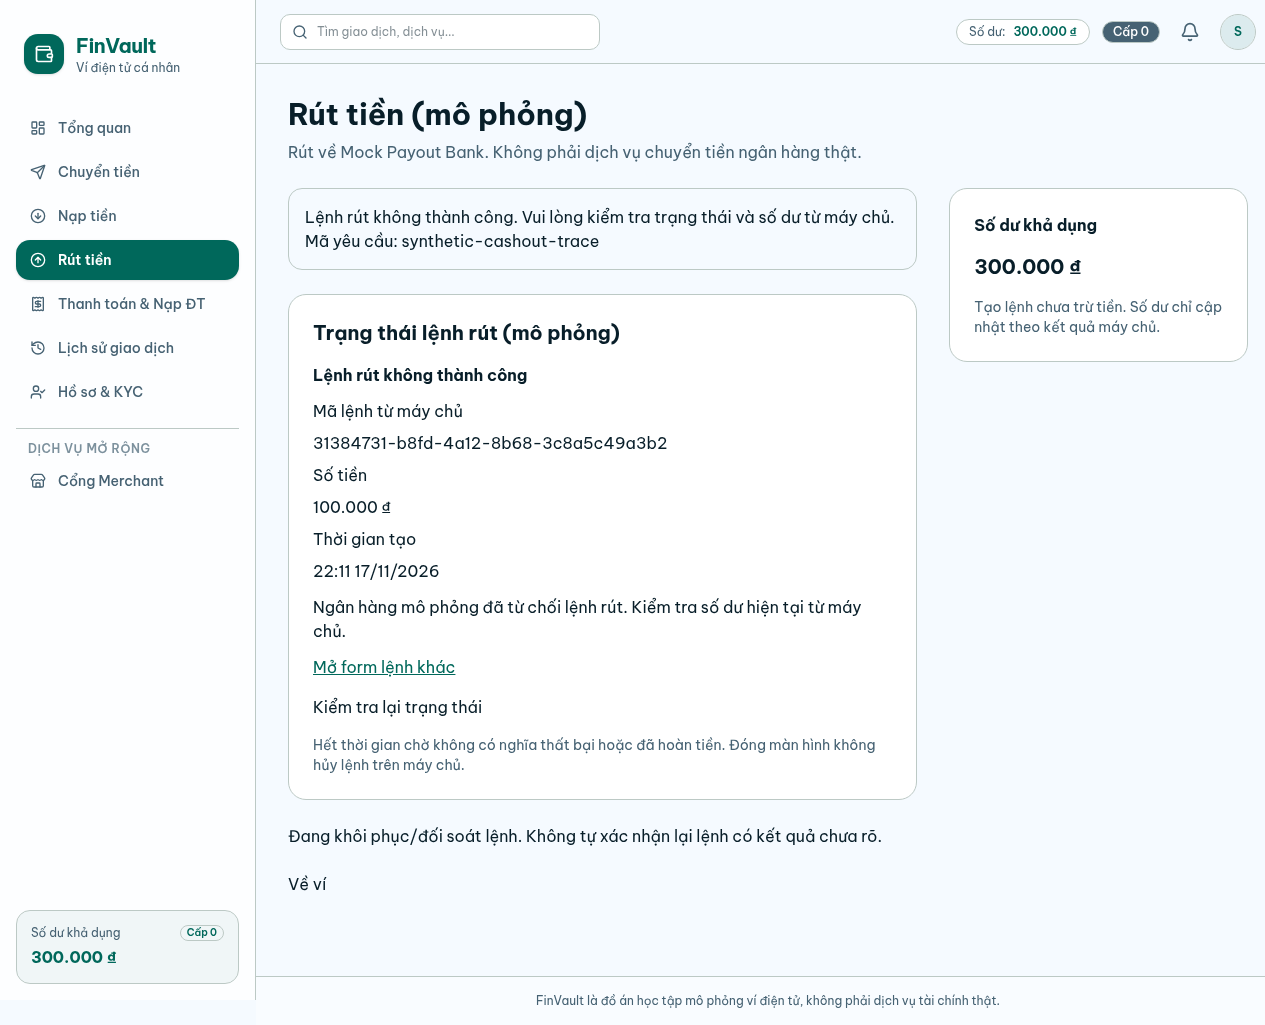 FinVault
Ví điện tử cá nhân
Tổng quan
Chuyển tiền
Nạp tiền
Rút tiền
Thanh toán & Nạp ĐT
Lịch sử giao dịch
Hồ sơ & KYC
DỊCH VỤ MỞ RỘNG
Cổng Merchant
Số dư khả dụng Cấp 0
300.000 ₫
Tìm giao dịch, dịch vụ...
Số dư: 300.000 ₫ Cấp 0 S
Rút tiền (mô phỏng)
Rút về Mock Payout Bank. Không phải dịch vụ chuyển tiền ngân hàng thật.
Lệnh rút không thành công. Vui lòng kiểm tra trạng thái và số dư từ máy chủ.
Mã yêu cầu: synthetic-cashout-trace
Trạng thái lệnh rút (mô phỏng)
Lệnh rút không thành công
Mã lệnh từ máy chủ
31384731-b8fd-4a12-8b68-3c8a5c49a3b2
Số tiền
100.000 ₫
Thời gian tạo
22:11 17/11/2026
Ngân hàng mô phỏng đã từ chối lệnh rút. Kiểm tra số dư hiện tại từ máy
chủ.
Mở form lệnh khác
Kiểm tra lại trạng thái
Hết thời gian chờ không có nghĩa thất bại hoặc đã hoàn tiền. Đóng màn hình không
hủy lệnh trên máy chủ.
Đang khôi phục/đối soát lệnh. Không tự xác nhận lại lệnh có kết quả chưa rõ.
Về ví
Số dư khả dụng
300.000 ₫
Tạo lệnh chưa trừ tiền. Số dư chỉ cập
nhật theo kết quả máy chủ.
FinVault là đồ án học tập mô phỏng ví điện tử, không phải dịch vụ tài chính thật.